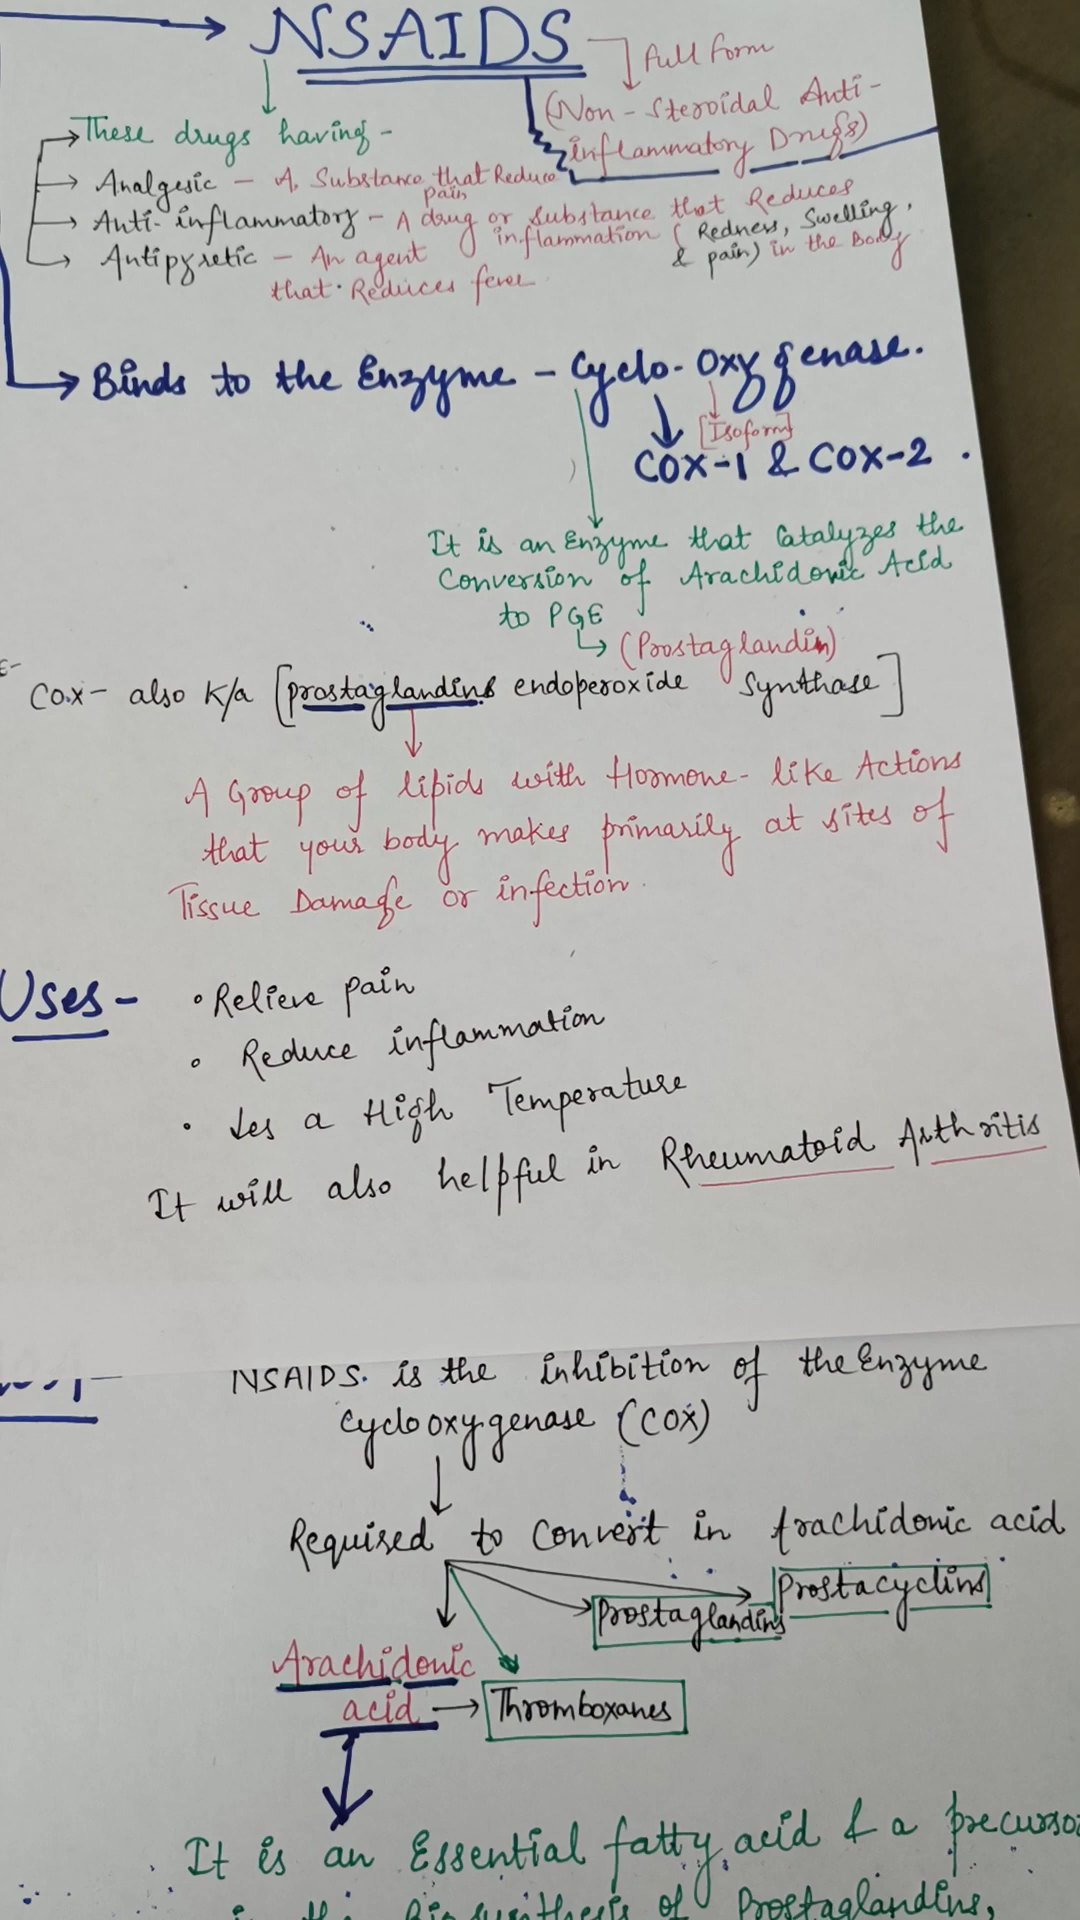 NSAIDS
full form
(Non-Steroidal Anti-
inflammatory Drugs)
These drugs having -
Analgesic - A Substance that Reduce
pain
Anti-inflammatory - A drug or Substance that Reduces
inflammation ( Redness, Swelling,
& pain) in the Body
Antipyretic - An agent
that Reduces fever
Binds to the Enzyme - Cyclo-Oxygenase.
[Isoform]
COX-1 & COX-2 .
It is an Enzyme that Catalyzes the
Conversion of Arachidonic Acid
to PGE
(Prostaglandin)
COX- also K/a [prostaglandins endoperoxide Synthase]
A Group of lipids with Hormone-like Actions
that your body makes primarily at sites of
Tissue Damage or infection.
Uses -
• Relieve pain
• Reduce inflammation
• ↓es a High Temperature
It will also helpful in Rheumatoid Arthritis
NSAIDS. is the inhibition of the Enzyme
Cyclooxygenase (COX)
Required to Convert in Arachidonic acid
Prostacyclins
Prostaglandins
Arachidonic
acid → Thromboxanes
It is an Essential fatty acid & a precursor
Biosynthesis of Prostaglandins,